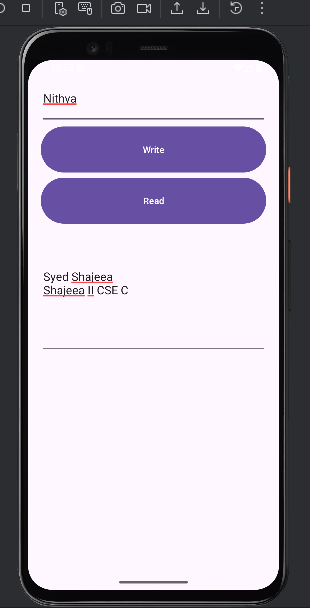 Nithya
Write
Read
Syed Shajeea
Shajeea II CSE C